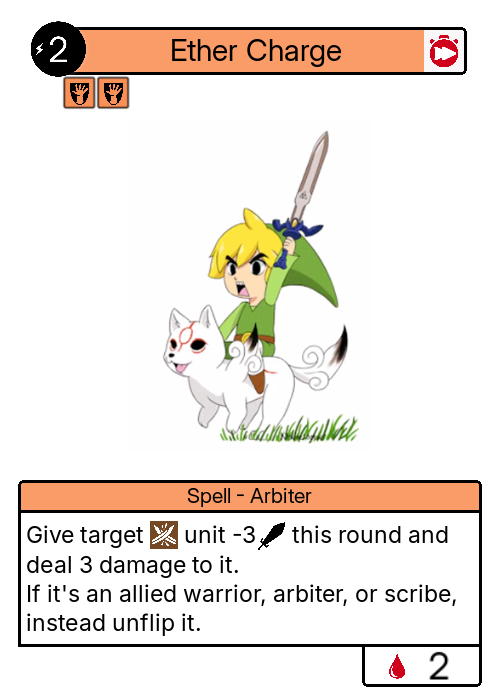 2
Ether Charge
Spell - Arbiter
Give target unit -3 this round and
deal 3 damage to it.
If it's an allied warrior, arbiter, or scribe,
instead unflip it.
2